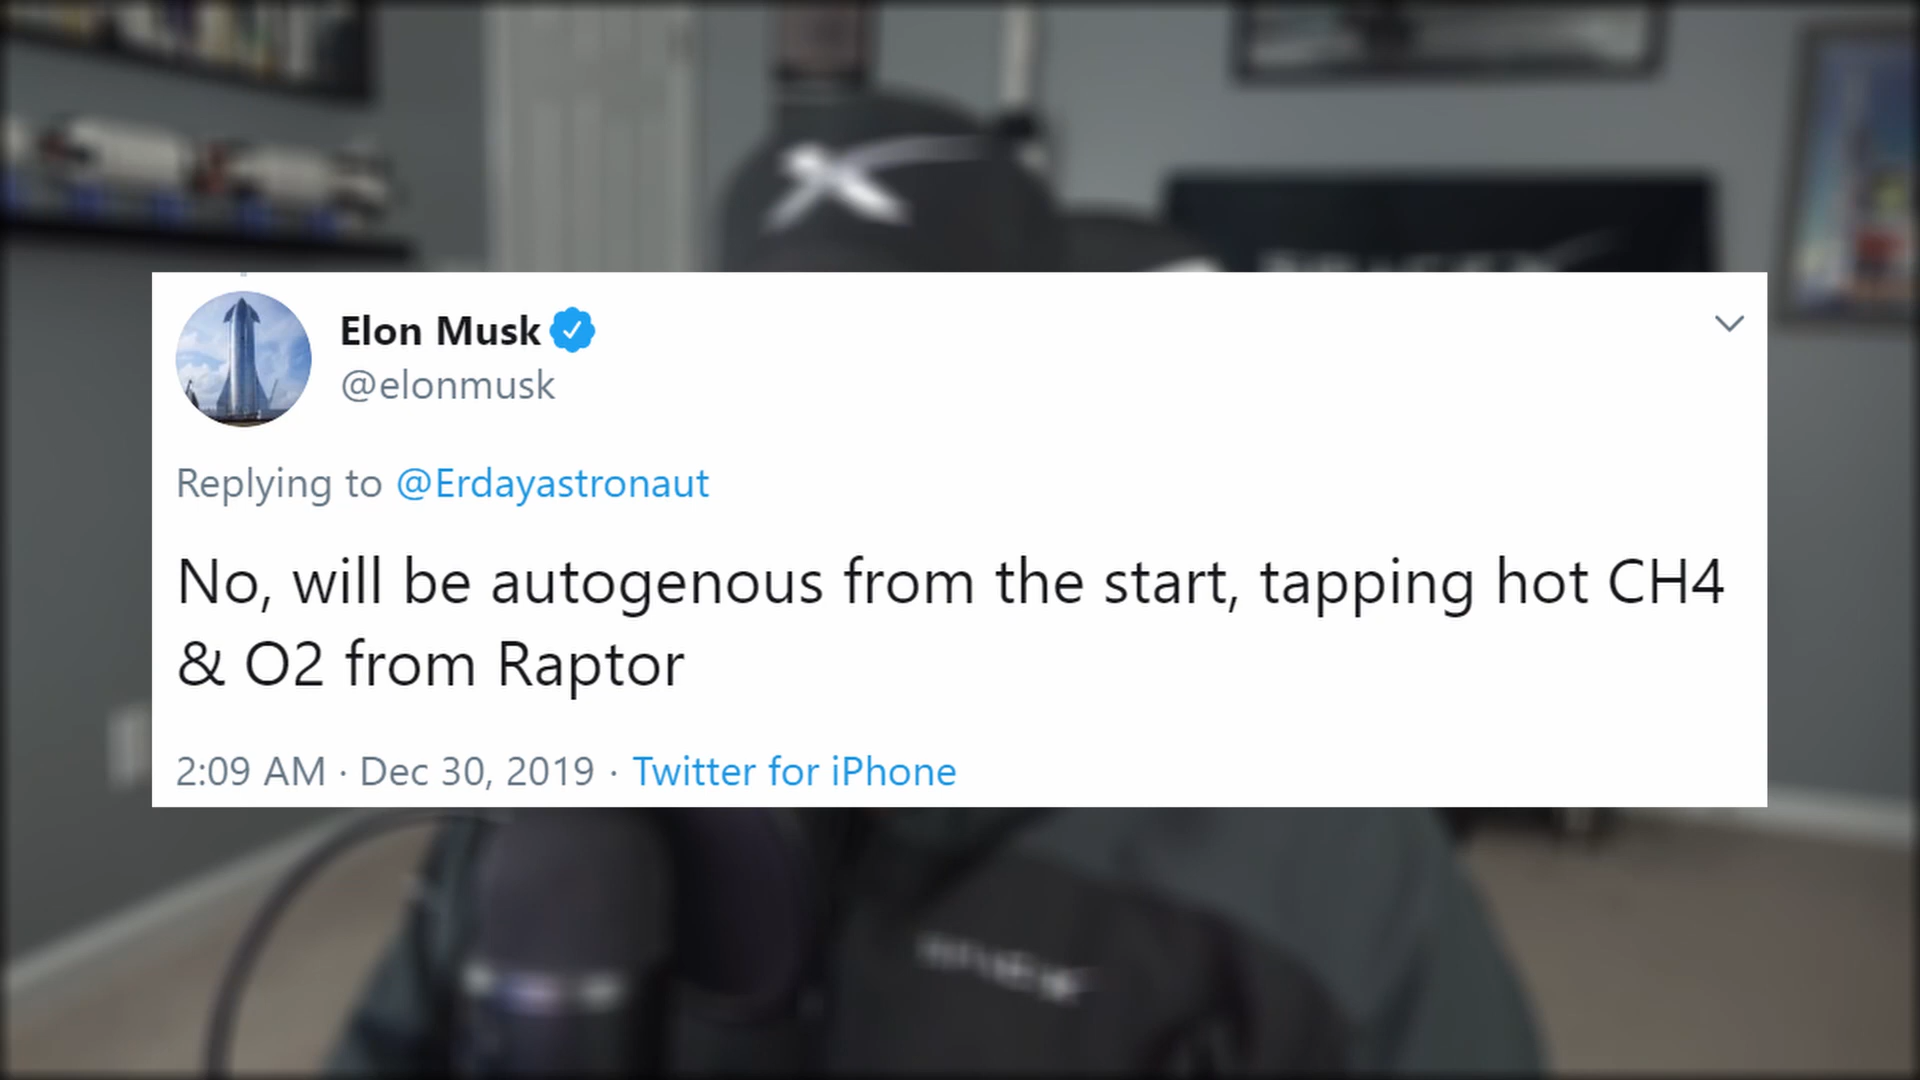 Elon Musk
@elonmusk
Replying to @Erdayastronaut
No, will be autogenous from the start, tapping hot CH4
& O2 from Raptor
2:09 AM · Dec 30, 2019 · Twitter for iPhone